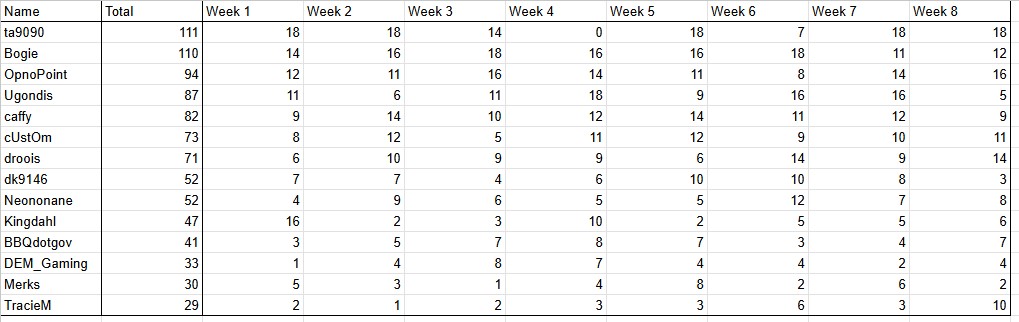 Name Total Week 1 Week 2 Week 3 Week 4 Week 5 Week 6 Week 7 Week 8
ta9090 111 18 18 14 0 18 7 18 18
Bogie 110 14 16 18 16 16 18 11 12
OpnoPoint 94 12 11 16 14 11 8 14 16
Ugondis 87 11 6 11 18 9 16 16 5
caffy 82 9 14 10 12 14 11 12 9
cUstOm 73 8 12 5 11 12 9 10 11
droois 71 6 10 9 9 6 14 9 14
dk9146 52 7 7 4 6 10 10 8 3
Neononane 52 4 9 6 5 5 12 7 8
Kingdahl 47 16 2 3 10 2 5 5 6
BBQdotgov 41 3 5 7 8 7 3 4 7
DEM_Gaming 33 1 4 8 7 4 4 2 4
Merks 30 5 3 1 4 8 2 6 2
TracieM 29 2 1 2 3 3 6 3 10